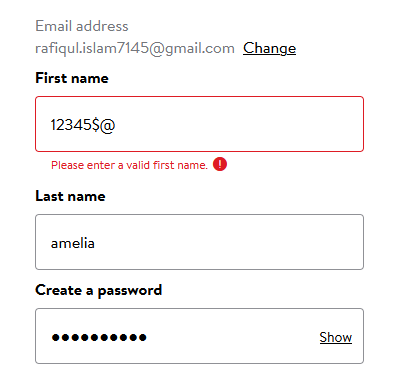 Email address
rafiqul.islam7145@gmail.com Change
First name
12345$@
Please enter a valid first name.
Last name
amelia
Create a password
●●●●●●●●●● Show